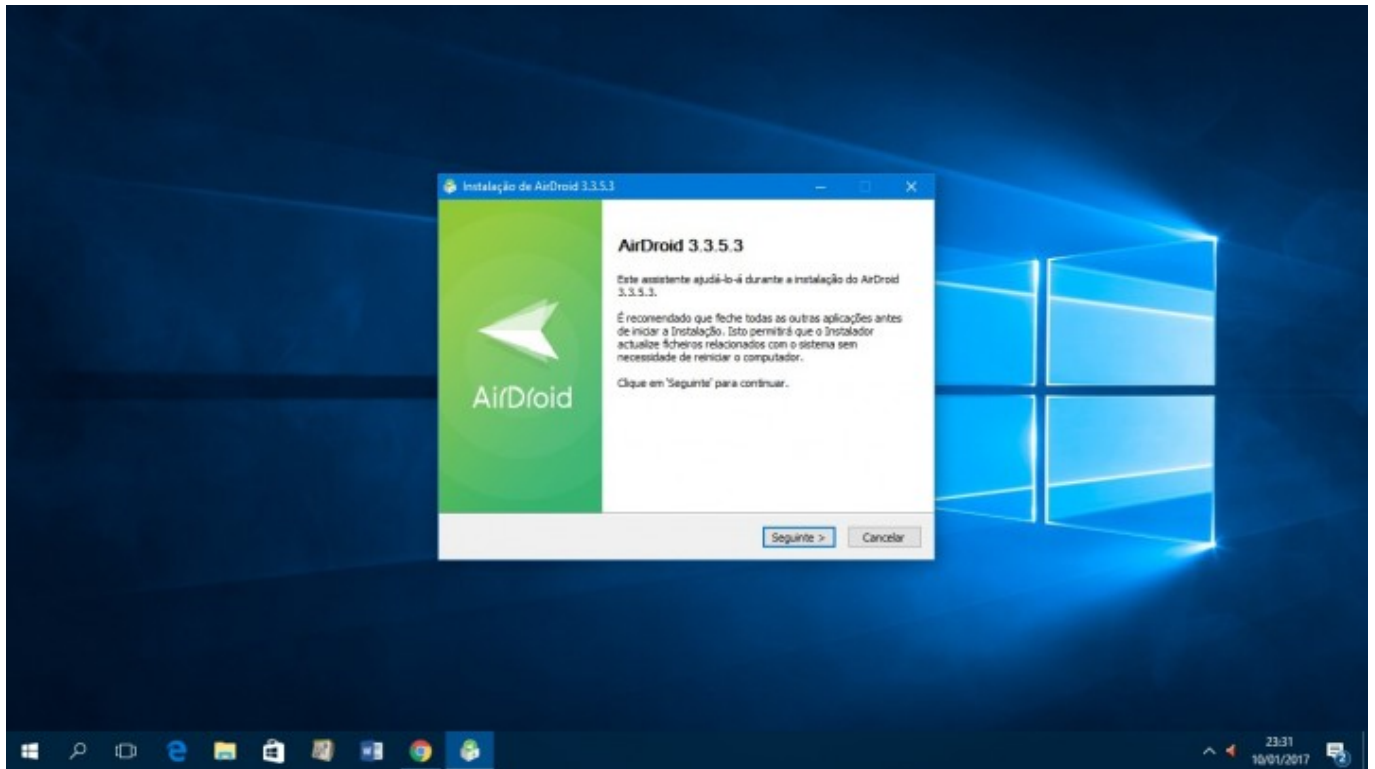 Instalação de AirDroid 3.3.5.3
AirDroid 3.3.5.3
Este assistente ajudá-lo-á durante a instalação do AirDroid
3.3.5.3.
É recomendado que feche todas as outras aplicações antes
de iniciar a Instalação. Isto permitirá que o Instalador
actualize ficheiros relacionados com o sistema sem
necessidade de reiniciar o computador.
Clique em 'Seguinte' para continuar.
AirDroid
Seguinte >
Cancelar
23:31
10/01/2017
2